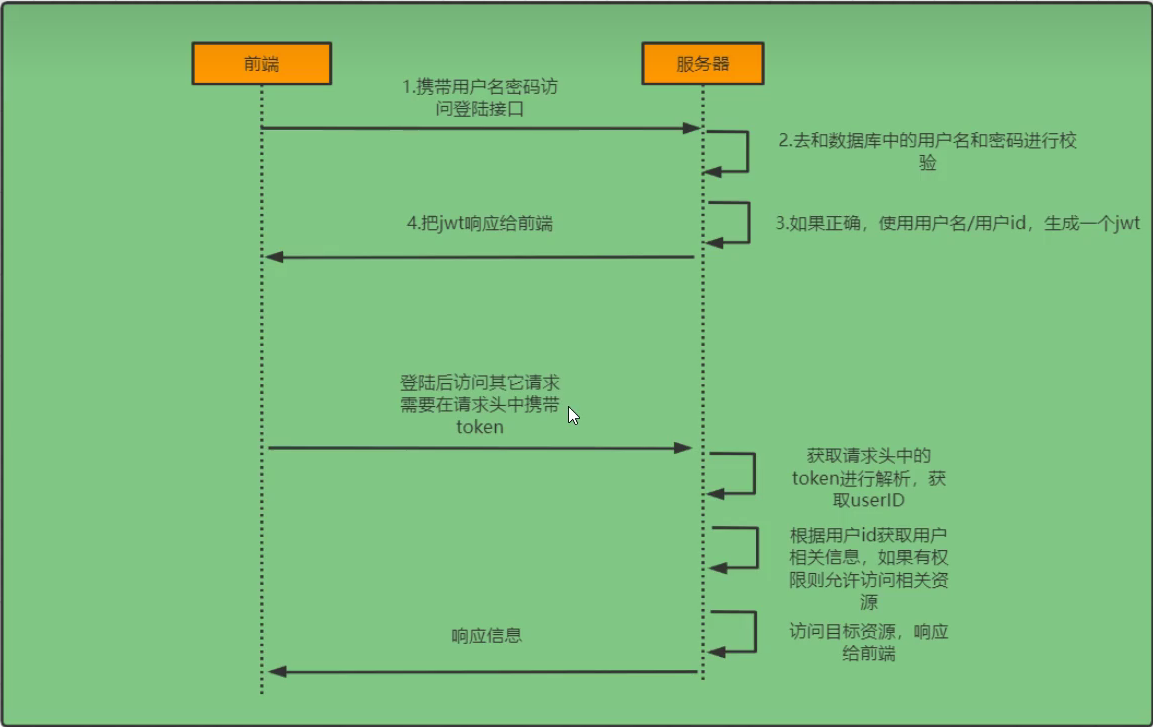 前端
服务器
1.携带用户名密码访
问登陆接口
2.去和数据库中的用户名和密码进行校
验
4.把jwt响应给前端
3.如果正确，使用用户名/用户id，生成一个jwt
登陆后访问其它请求
需要在请求头中携带
token
获取请求头中的
token进行解析，获
取userID
根据用户id获取用户
相关信息，如果有权
限则允许访问相关资
源
响应信息
访问目标资源，响应
给前端